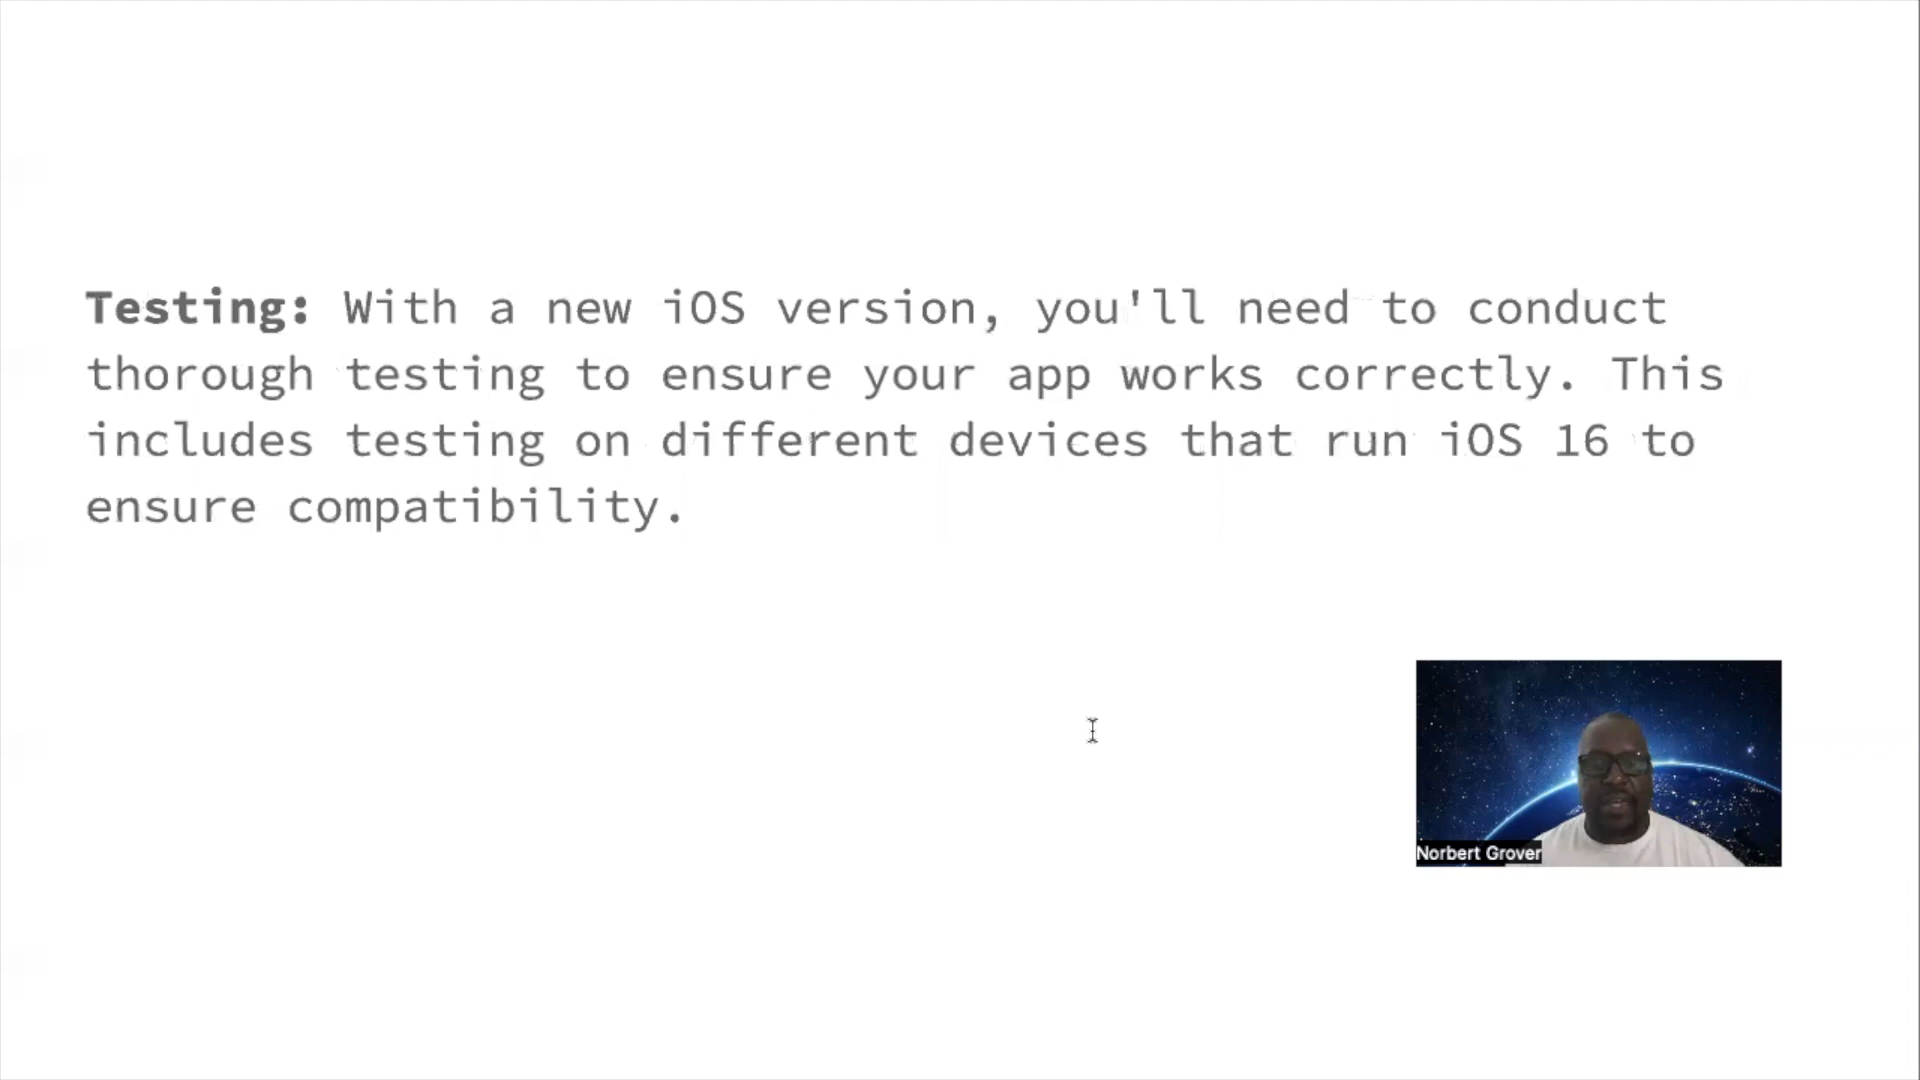 Testing: With a new iOS version, you'll need to conduct
thorough testing to ensure your app works correctly. This
includes testing on different devices that run iOS 16 to
ensure compatibility.
Norbert Grover